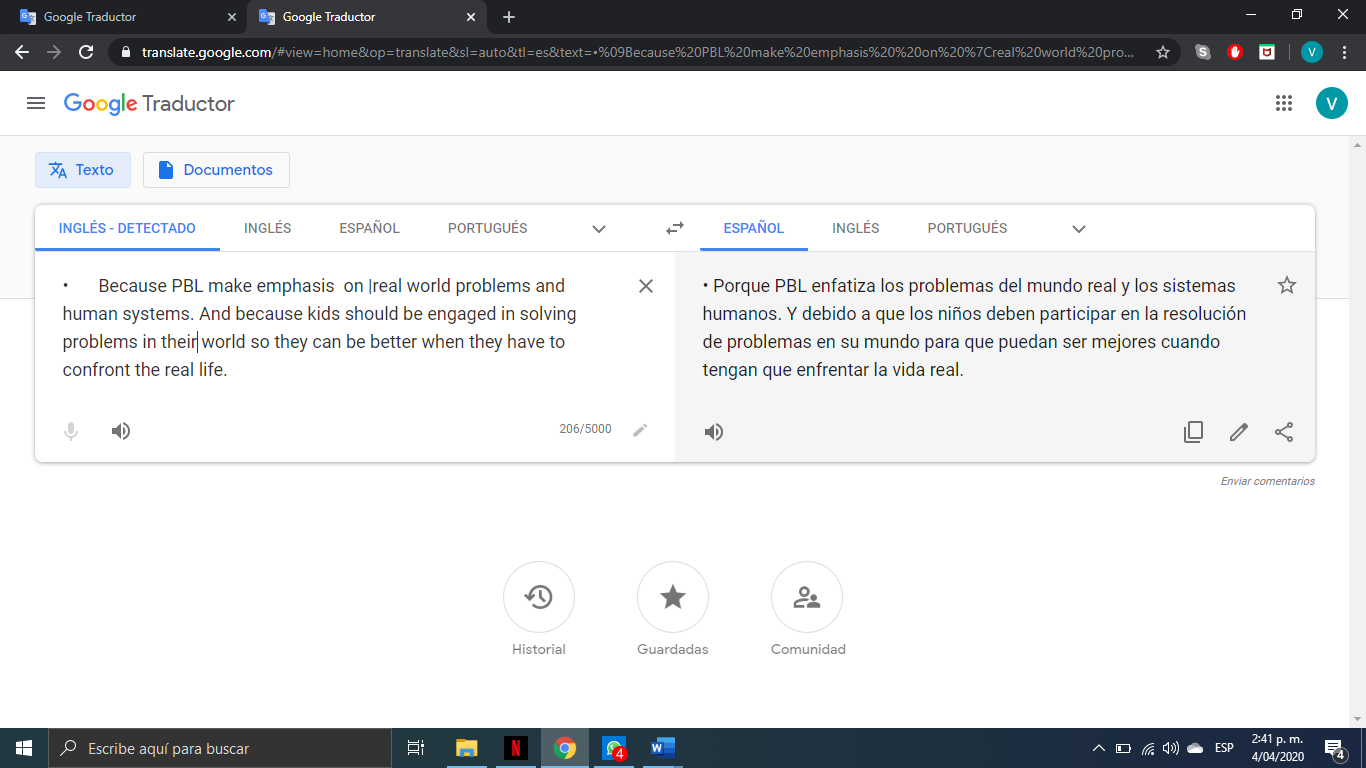 Google Traductor
Google Traductor
translate.google.com/#view=home&op=translate&sl=auto&tl=es&text=•%09Because%20PBL%20make%20emphasis%20%20on%20%7Creal%20world%20pro...
V
Google Traductor
V
Texto
Documentos
INGLÉS - DETECTADO INGLÉS ESPAÑOL PORTUGUÉS
ESPAÑOL INGLÉS PORTUGUÉS
• Because PBL make emphasis  on |real world problems and
human systems. And because kids should be engaged in solving
problems in their world so they can be better when they have to
confront the real life.
206/5000
• Porque PBL enfatiza los problemas del mundo real y los sistemas
humanos. Y debido a que los niños deben participar en la resolución
de problemas en su mundo para que puedan ser mejores cuando
tengan que enfrentar la vida real.
Enviar comentarios
Historial
Guardadas
Comunidad
Escribe aquí para buscar
N
4
W
ESP
2:41 p. m.
4/04/2020
4